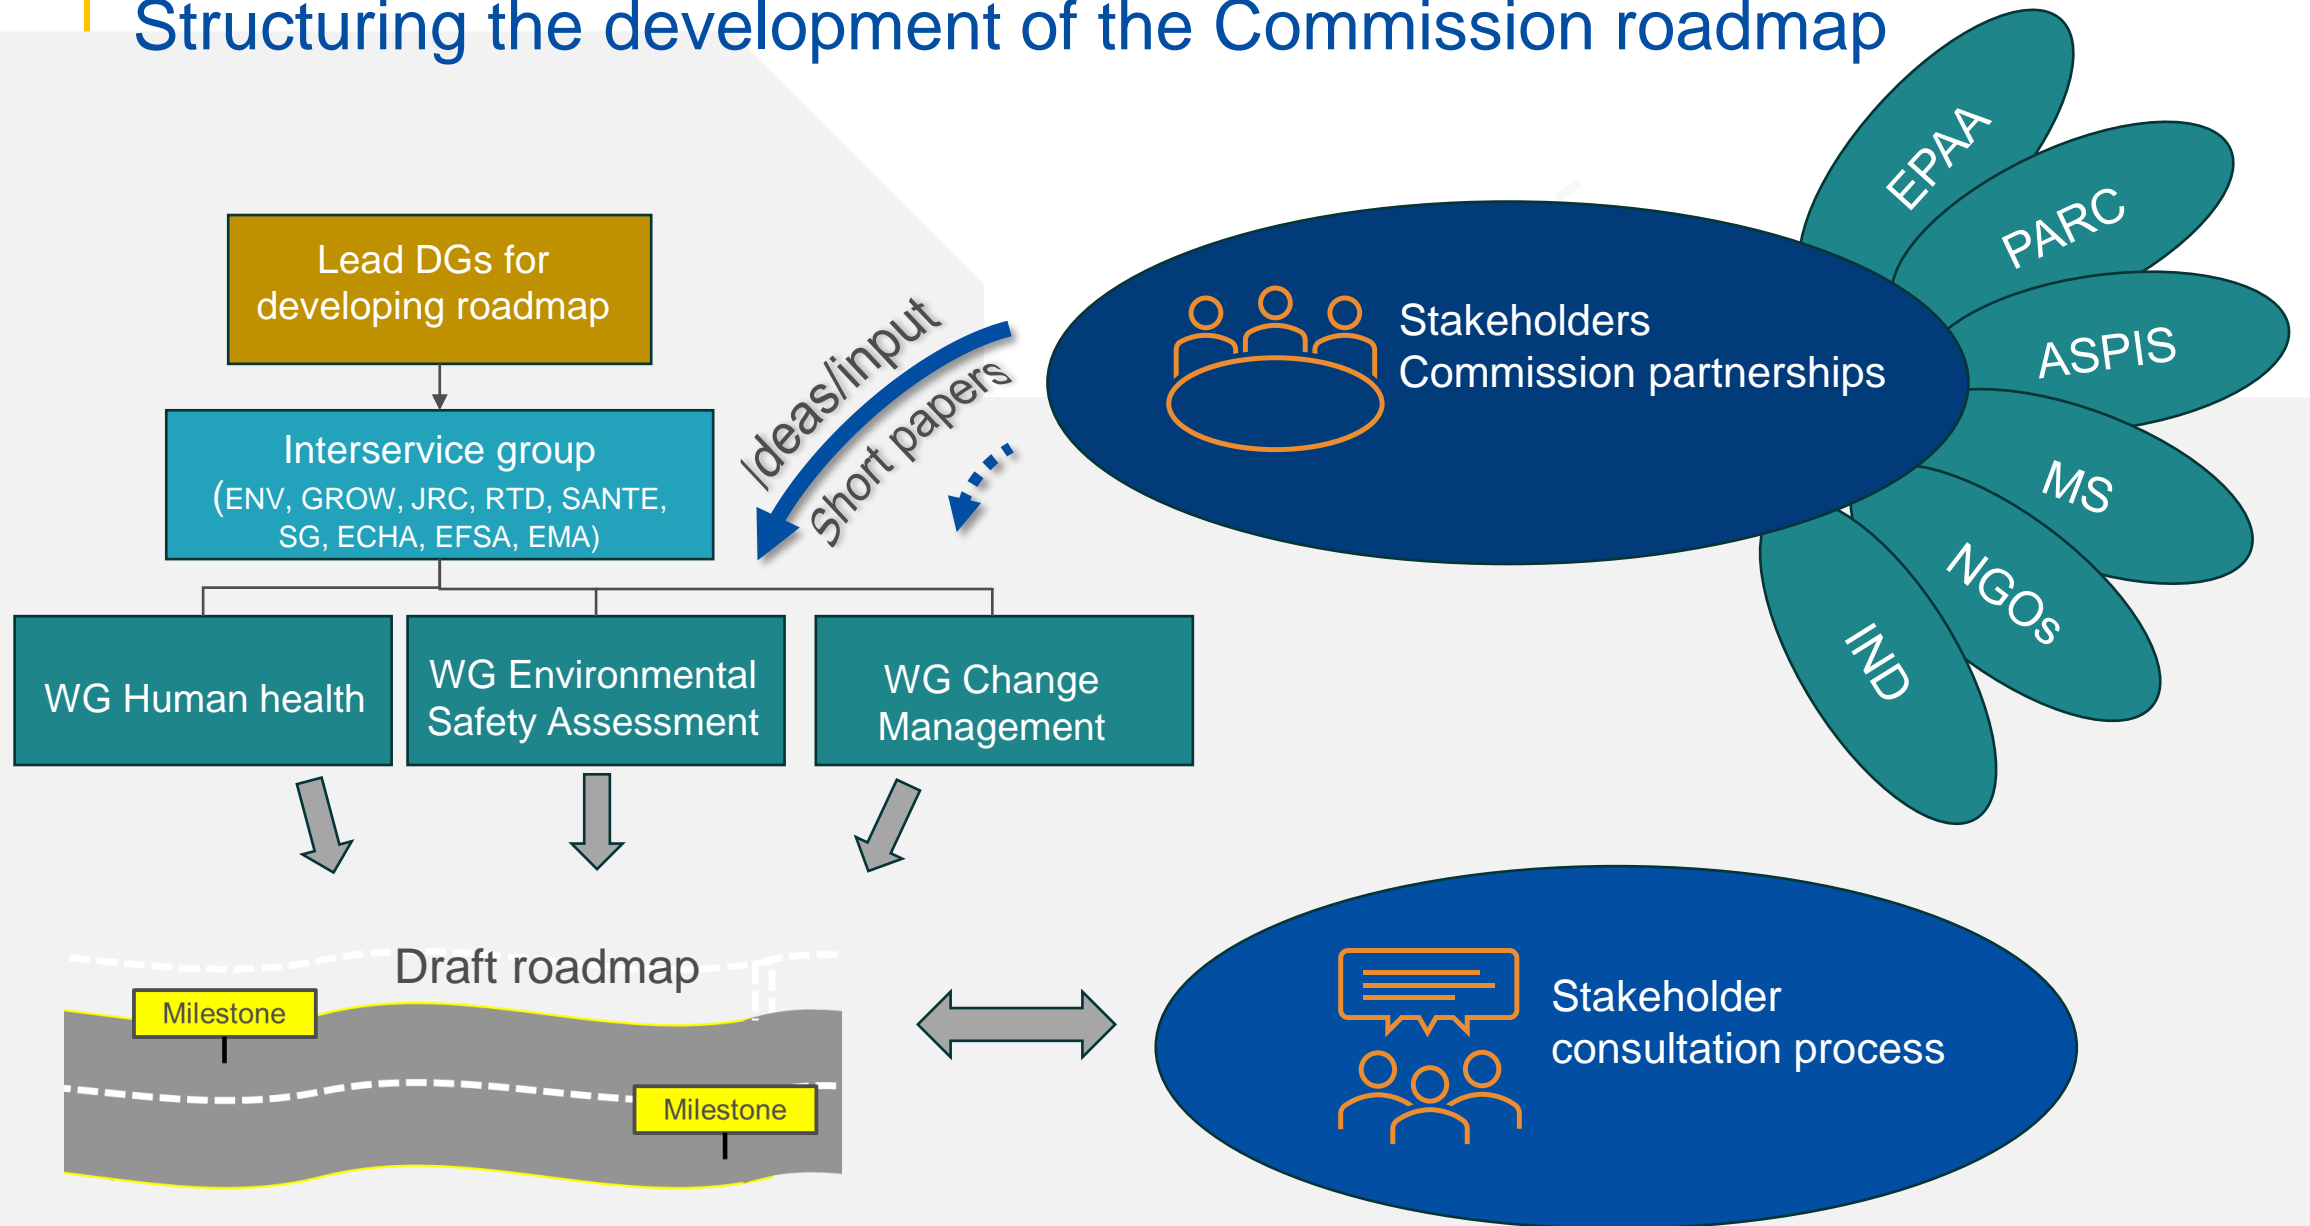 Structuring the development of the Commission roadmap
Lead DGs for
developing roadmap
Interservice group
(ENV, GROW, JRC, RTD, SANTE,
SG, ECHA, EFSA, EMA)
WG Human health
WG Environmental
Safety Assessment
WG Change
Management
Ideas/input
Short papers
Stakeholders
Commission partnerships
EPAA
PARC
ASPIS
MS
NGOs
IND
Draft roadmap
Milestone
Milestone
Stakeholder
consultation process